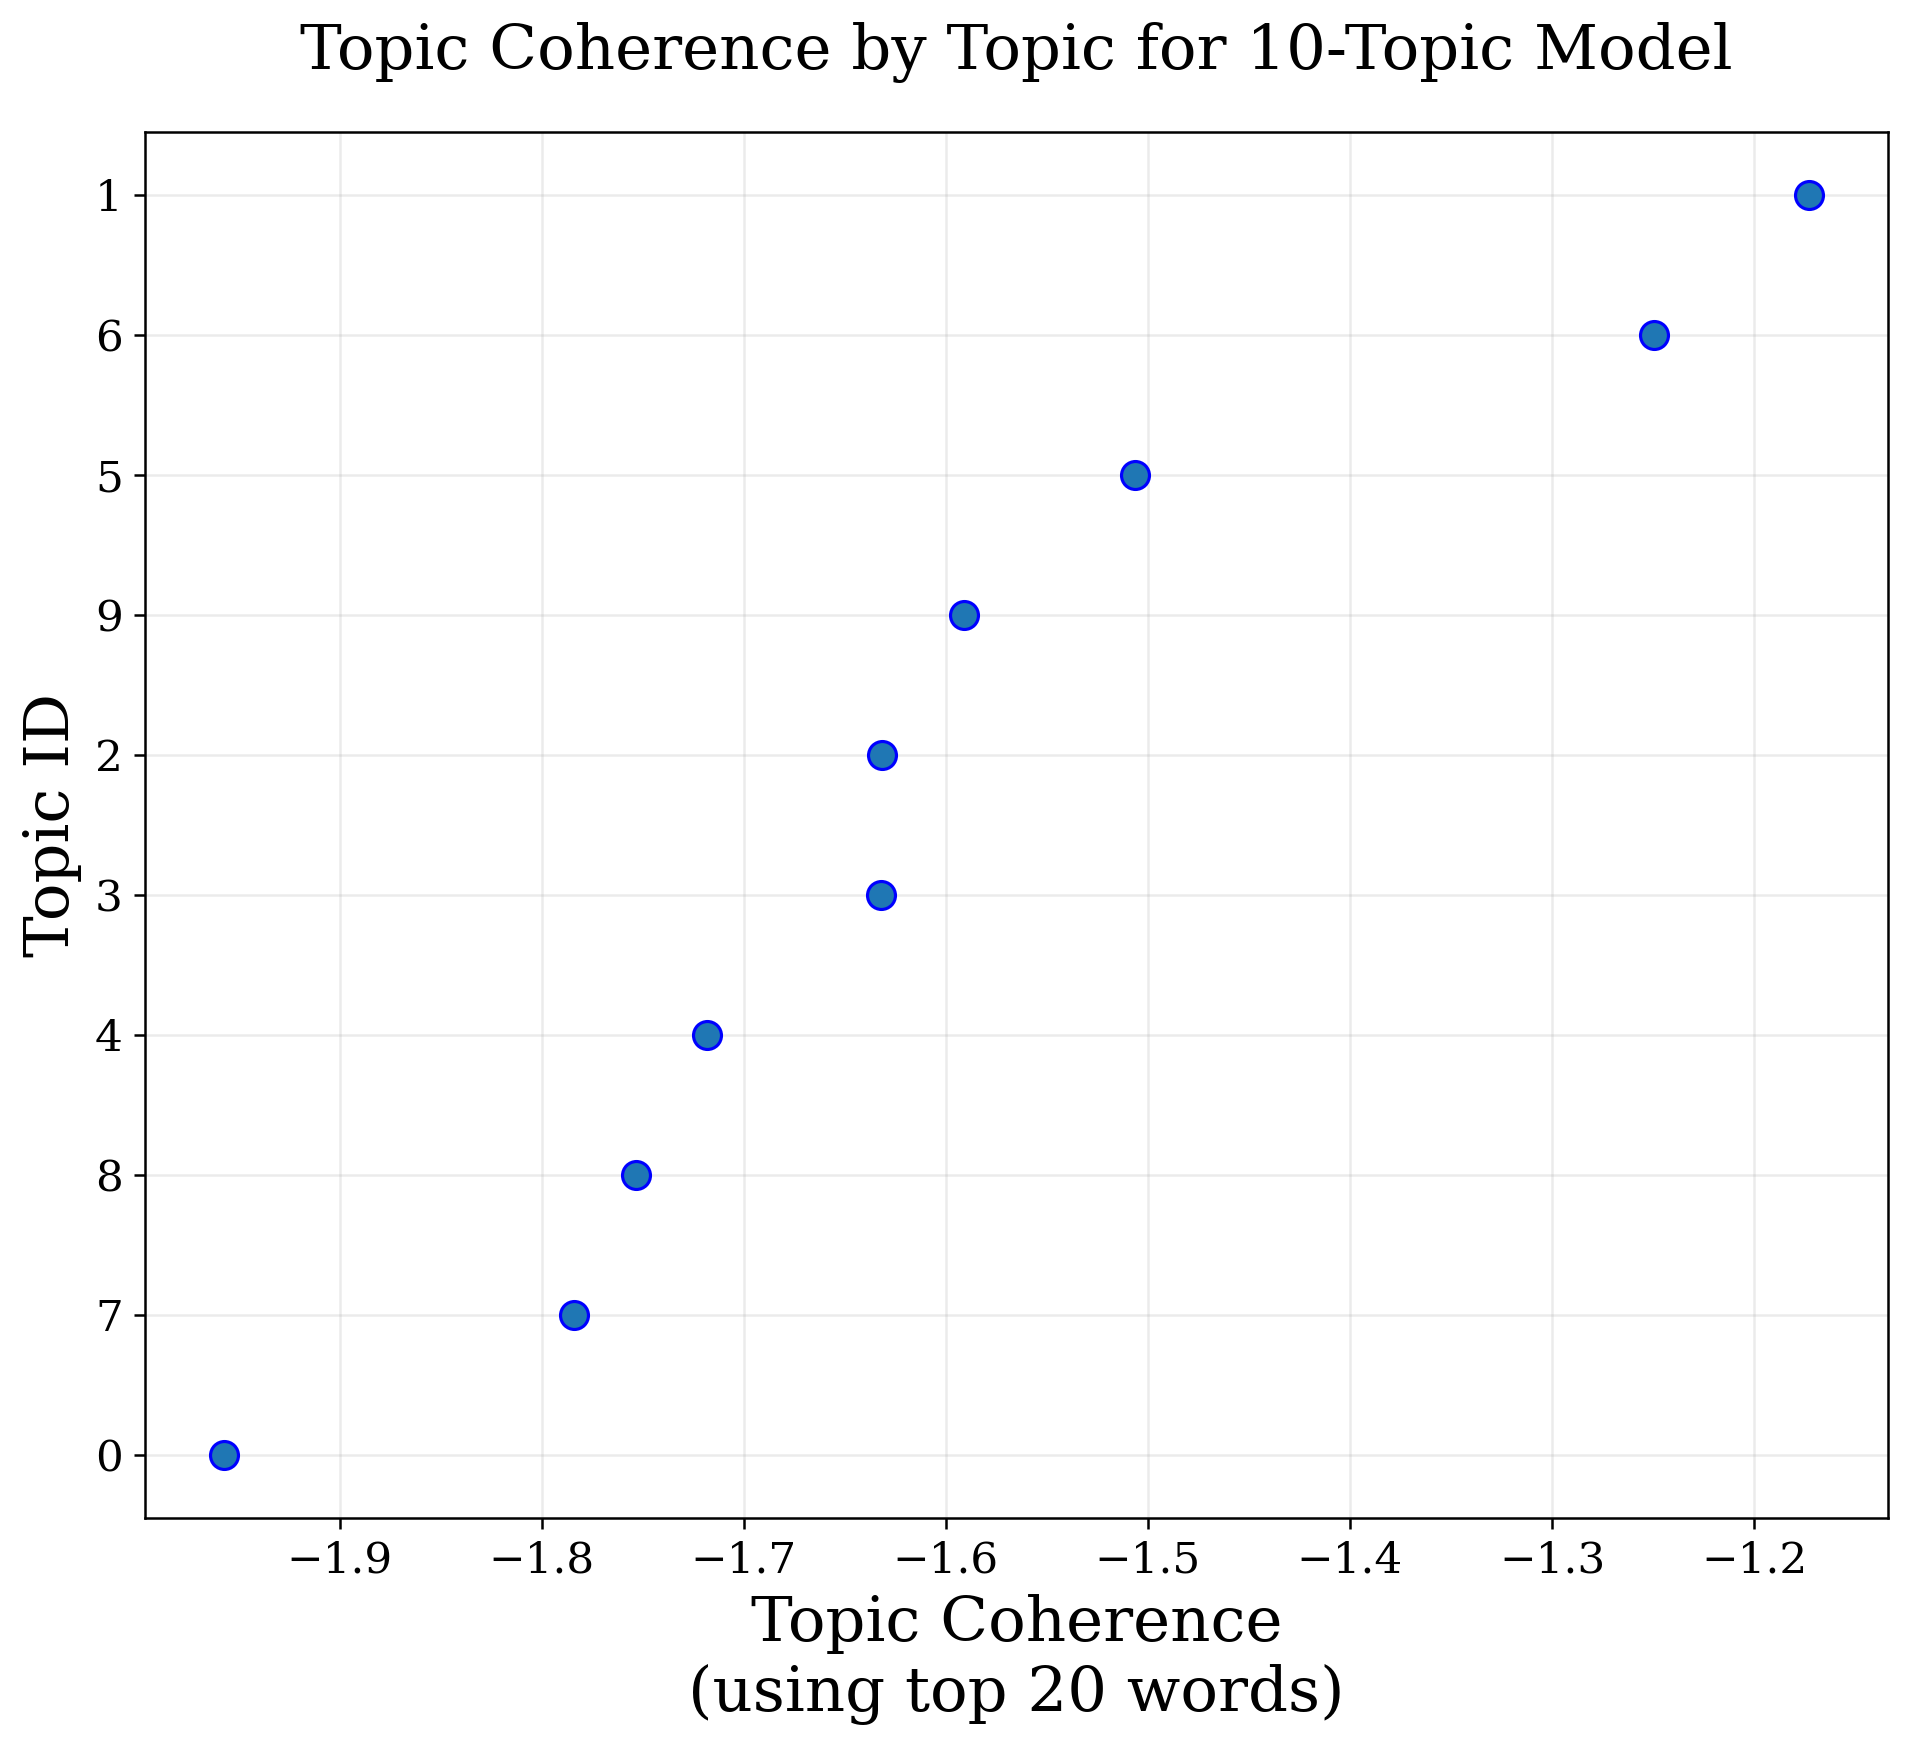 Topic Coherence by Topic for 10-Topic Model
Topic ID
1
6
5
9
2
3
4
8
7
0
−1.9 −1.8 −1.7 −1.6 −1.5 −1.4 −1.3 −1.2
Topic Coherence
(using top 20 words)